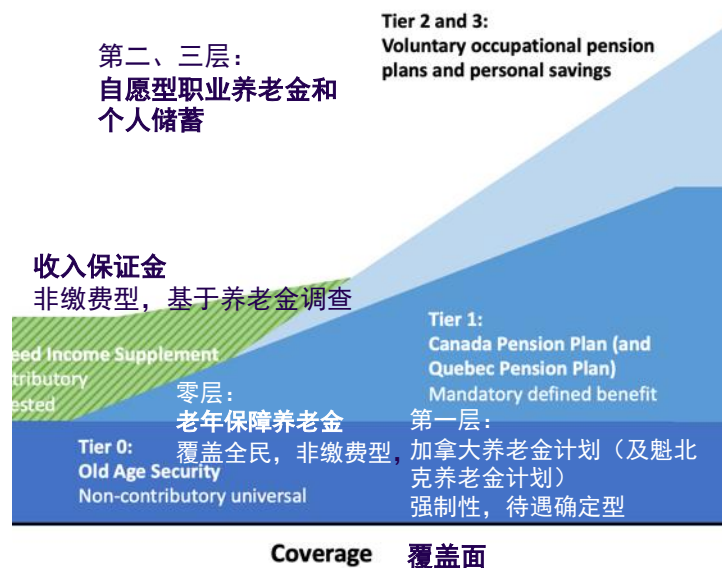 Tier 2 and 3:
Voluntary occupational pension
plans and personal savings
第二、三层：
自愿型职业养老金和
个人储蓄
收入保证金
非缴费型，基于养老金调查
eed Income Supplement
tributory
ested
Tier 1:
Canada Pension Plan (and
Quebec Pension Plan)
Mandatory defined benefit
零层：
老年保障养老金
覆盖全民，非缴费型，
第一层：
加拿大养老金计划（及魁北
克养老金计划）
强制性，待遇确定型
Tier 0:
Old Age Security
Non-contributory universal
Coverage 覆盖面